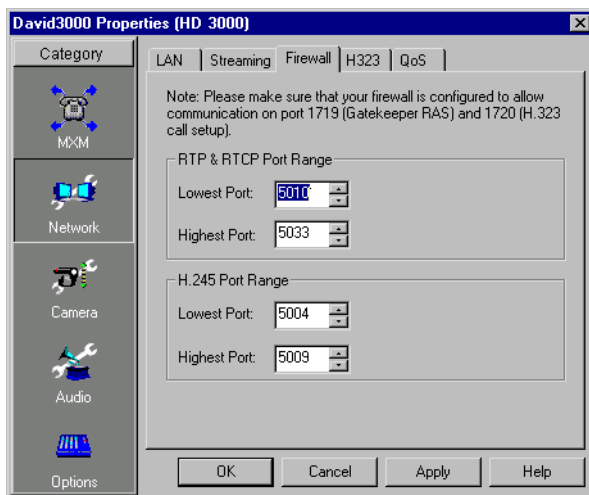 David3000 Properties (HD 3000)
Category
MXM
Network
Camera
Audio
Options
LAN
Streaming
Firewall
H323
QoS
Note: Please make sure that your firewall is configured to allow
communication on port 1719 (Gatekeeper RAS) and 1720 (H.323
call setup).
RTP & RTCP Port Range
Lowest Port: 5010
Highest Port: 5033
H.245 Port Range
Lowest Port: 5004
Highest Port: 5009
OK
Cancel
Apply
Help